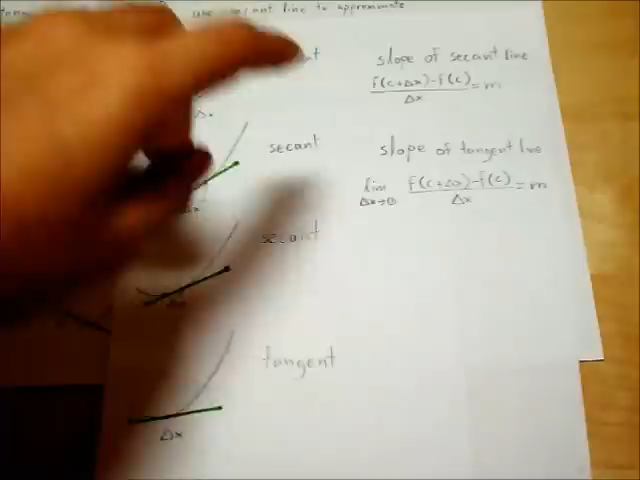 use secant line to approximate
slope of secant line
f(c+Δx)-f(c)
Δx
= m
Δx
secant
slope of tangent line
lim
Δx→0
f(c+Δx)-f(c)
Δx
= m
secant
tangent
Δx